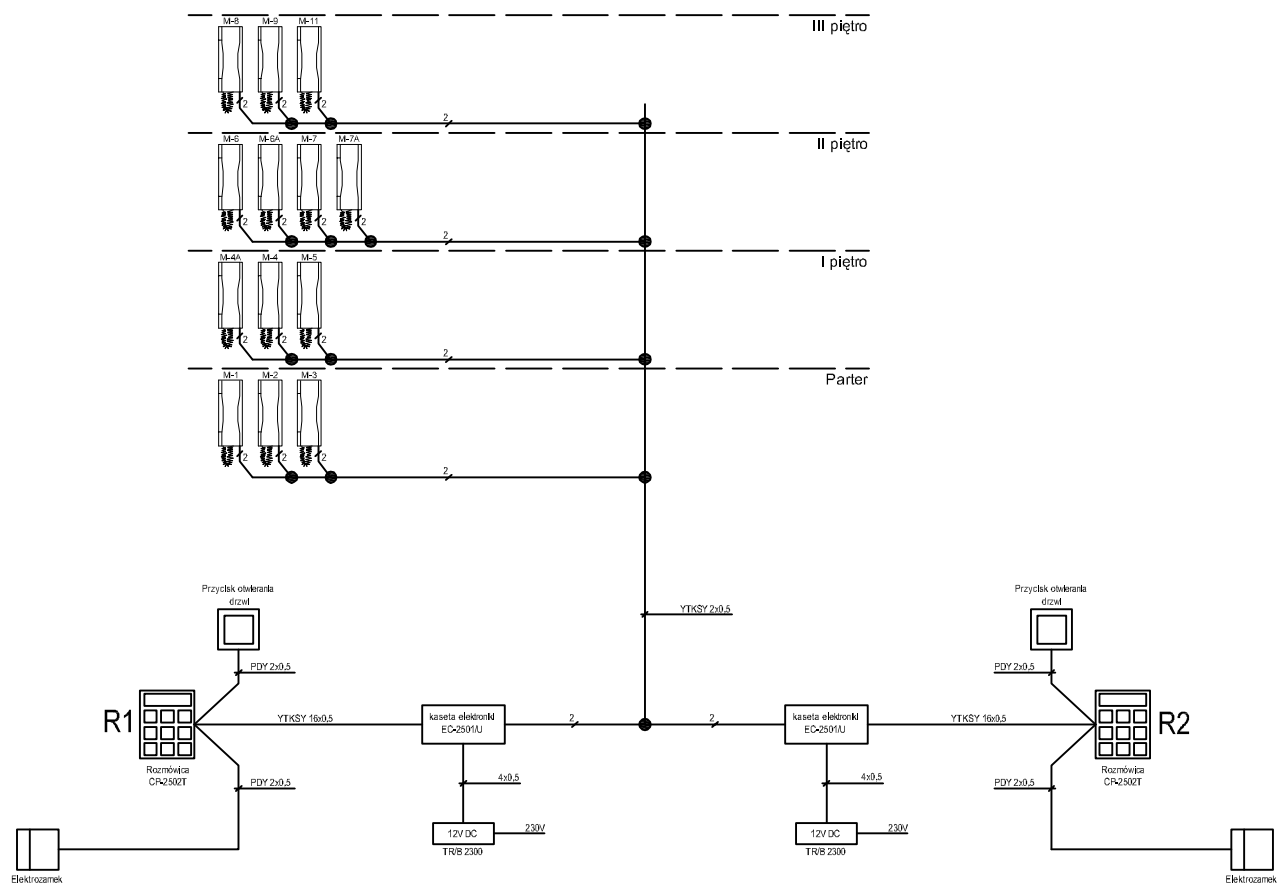 M-8 M-9 M-11
III piętro
2 2 2
2
M-6 M-6A M-7 M-7A
II piętro
2 2 2 2
2
M-4A M-4 M-5
I piętro
2 2 2
2
M-1 M-2 M-3
Parter
2 2 2
2
Przycisk otwierania
drzwi
PDY 2x0,5
R1
YTKSY 16x0,5
Rozmówica
CP-2502T
PDY 2x0,5
Elektrozamek
kaseta elektroniki
EC-2501/U
4x0,5
12V DC
230V
TR/B 2300
2
YTKSY 2x0,5
2
kaseta elektroniki
EC-2501/U
4x0,5
12V DC
230V
TR/B 2300
Przycisk otwierania
drzwi
PDY 2x0,5
YTKSY 16x0,5
R2
Rozmówica
CP-2502T
PDY 2x0,5
Elektrozamek